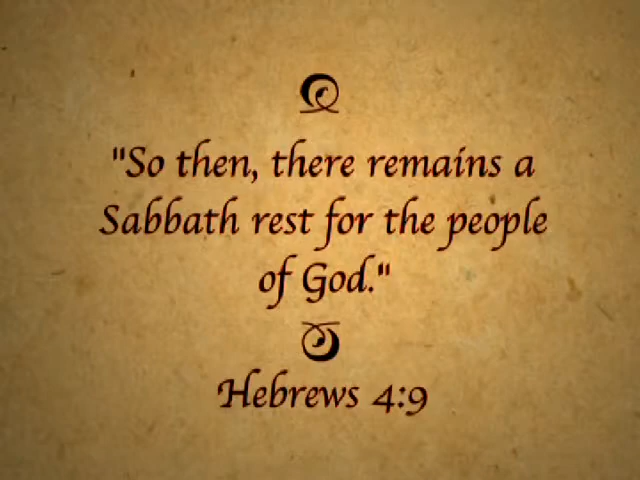 "So then, there remains a
Sabbath rest for the people
of God."
Hebrews 4:9